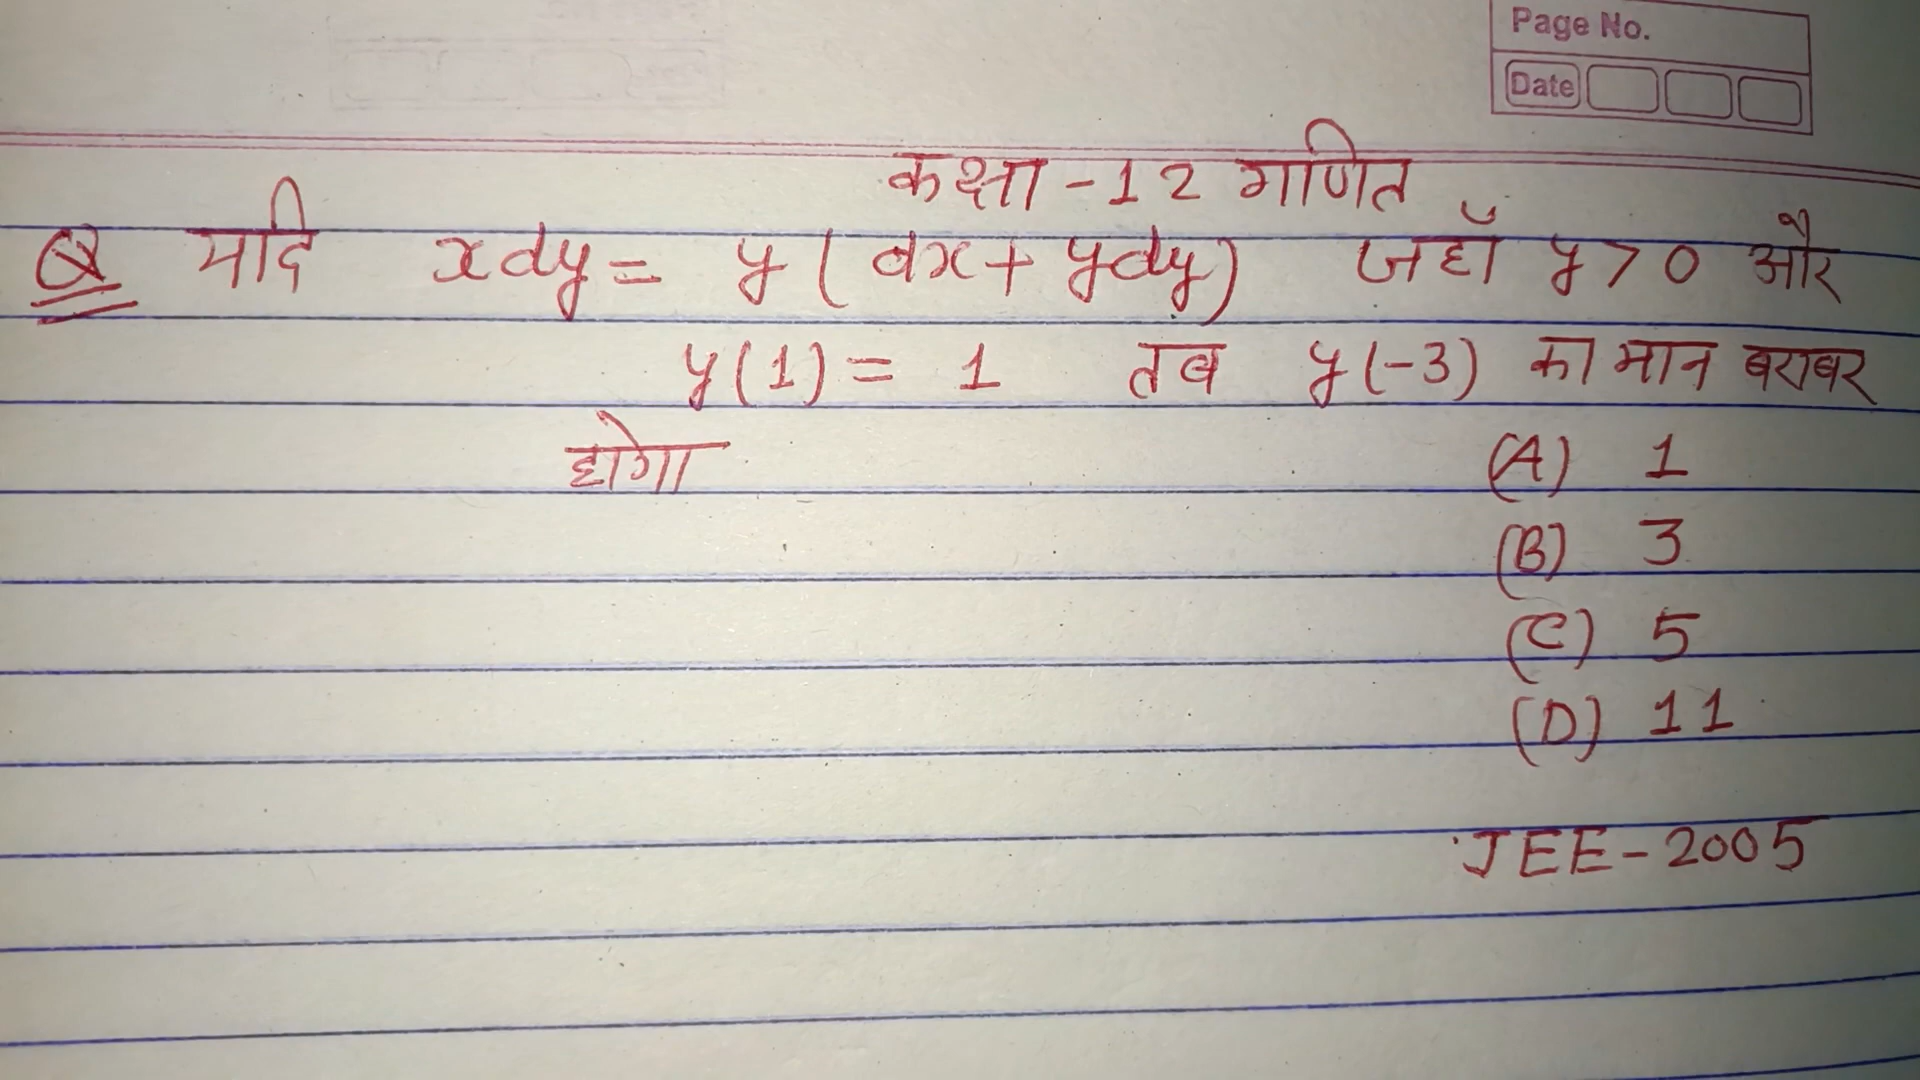 Page No.
Date
कक्षा - 12 गणित
Q यदि xdy = y ( dx + ydy ) जहाँ y > 0 और
y(1) = 1 तब y(-3) का मान बराबर
होगा
(A) 1
(B) 3
(C) 5
(D) 11
JEE - 2005